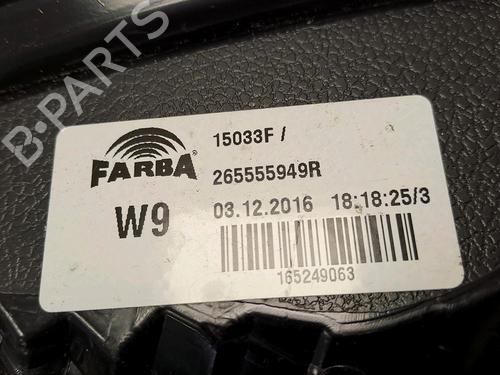 B-PARTS
FARBA
15033F /
265555949R
W9
03.12.2016 18:18:25/3
165249063